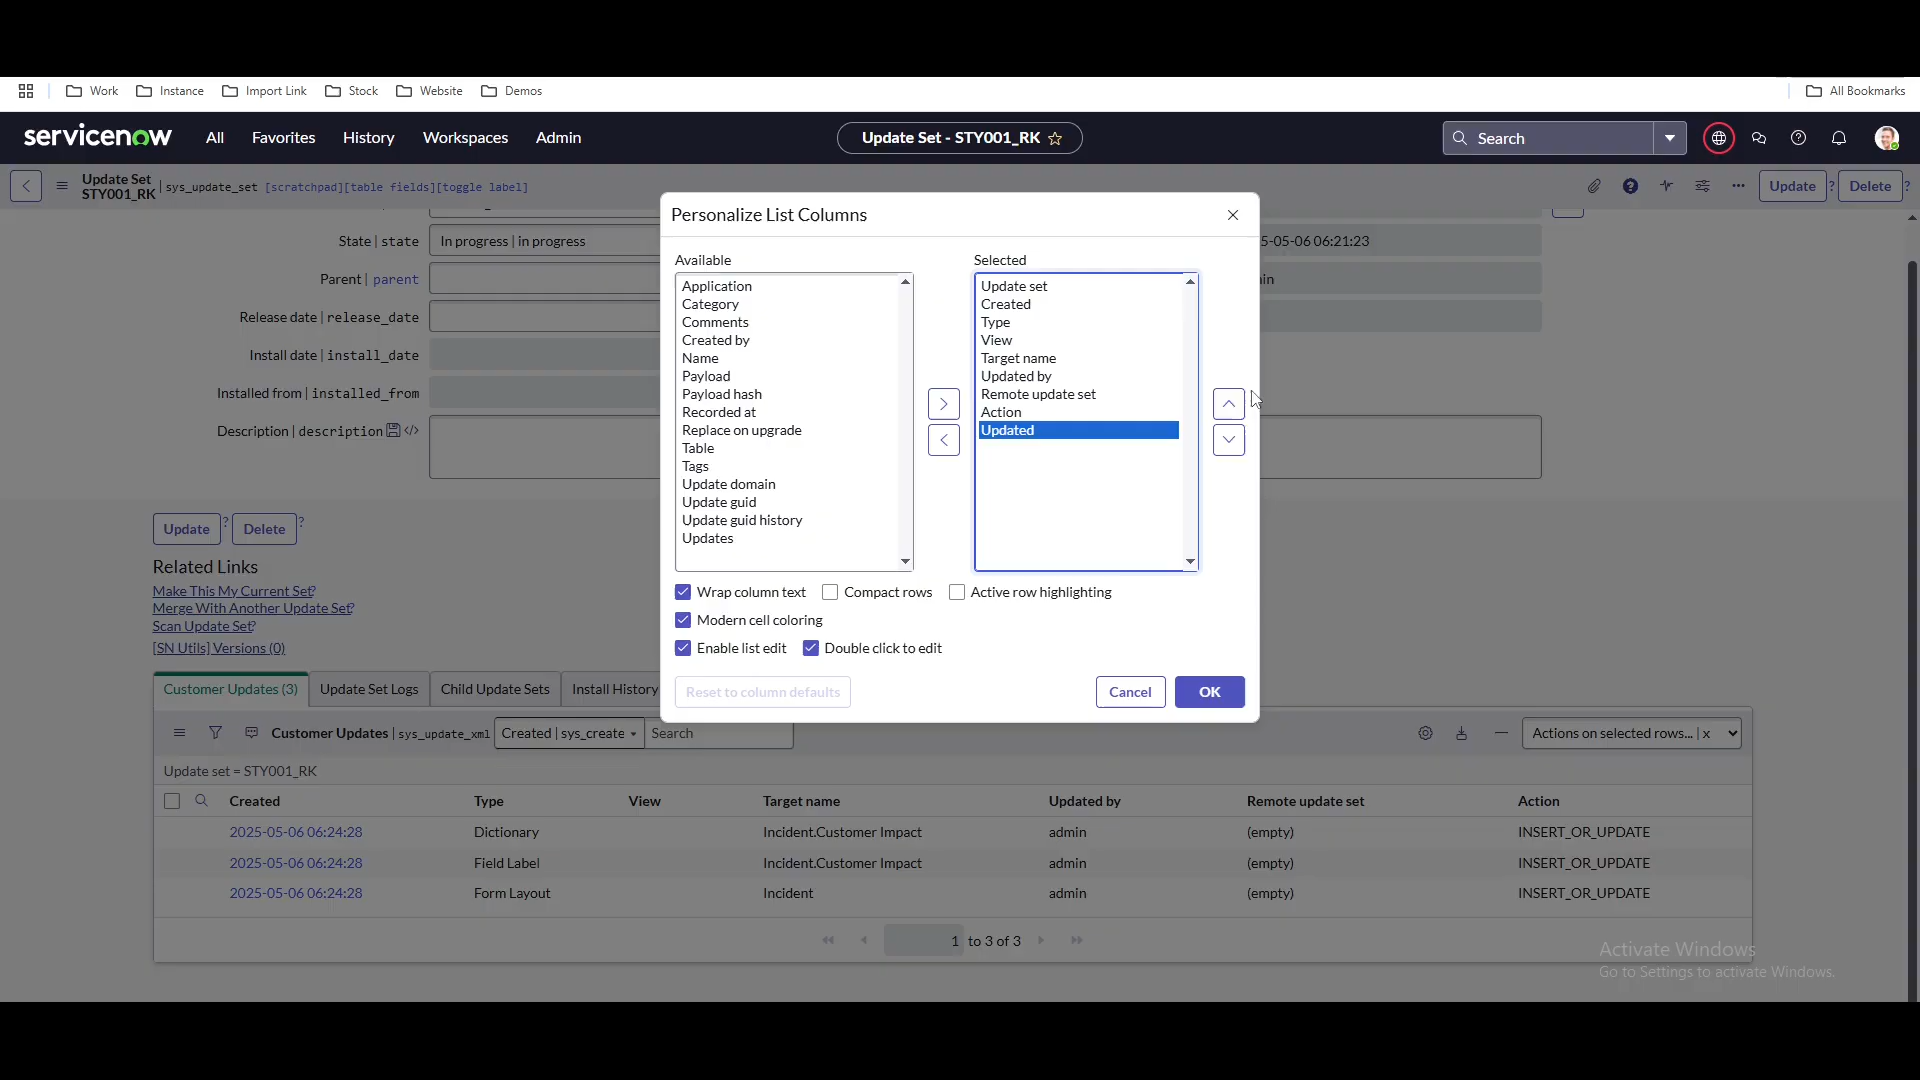 Work Instance Import Link Stock Website Demos All Bookmarks
servicenow All Favorites History Workspaces Admin Update Set - STY001_RK Search
Update Set
STY001_RK | sys_update_set [scratchpad][table fields][toggle label] ? ••• Update ? Delete ?
Personalize List Columns
State | state In progress | in progress 5-05-06 06:21:23
Parent | parent in
Release date | release_date
Install date | install_date
Installed from | installed_from
Description | description </>
Available
Application
Category
Comments
Created by
Name
Payload
Payload hash
Recorded at
Replace on upgrade
Table
Tags
Update domain
Update guid
Update guid history
Updates
Selected
Update set
Created
Type
View
Target name
Updated by
Remote update set
Action
Updated
Wrap column text Compact rows Active row highlighting
Modern cell coloring
Enable list edit Double click to edit
Reset to column defaults Cancel OK
Update ? Delete ?
Related Links
Make This My Current Set?
Merge With Another Update Set?
Scan Update Set?
[SN Utils] Versions (0)
Customer Updates (3) Update Set Logs Child Update Sets Install History
Customer Updates | sys_update_xml Created | sys_create Search Actions on selected rows... | x
Update set = STY001_RK
Created Type View Target name Updated by Remote update set Action
2025-05-06 06:24:28 Dictionary Incident.Customer Impact admin (empty) INSERT_OR_UPDATE
2025-05-06 06:24:28 Field Label Incident.Customer Impact admin (empty) INSERT_OR_UPDATE
2025-05-06 06:24:28 Form Layout Incident admin (empty) INSERT_OR_UPDATE
1 to 3 of 3
Activate Windows
Go to Settings to activate Windows.